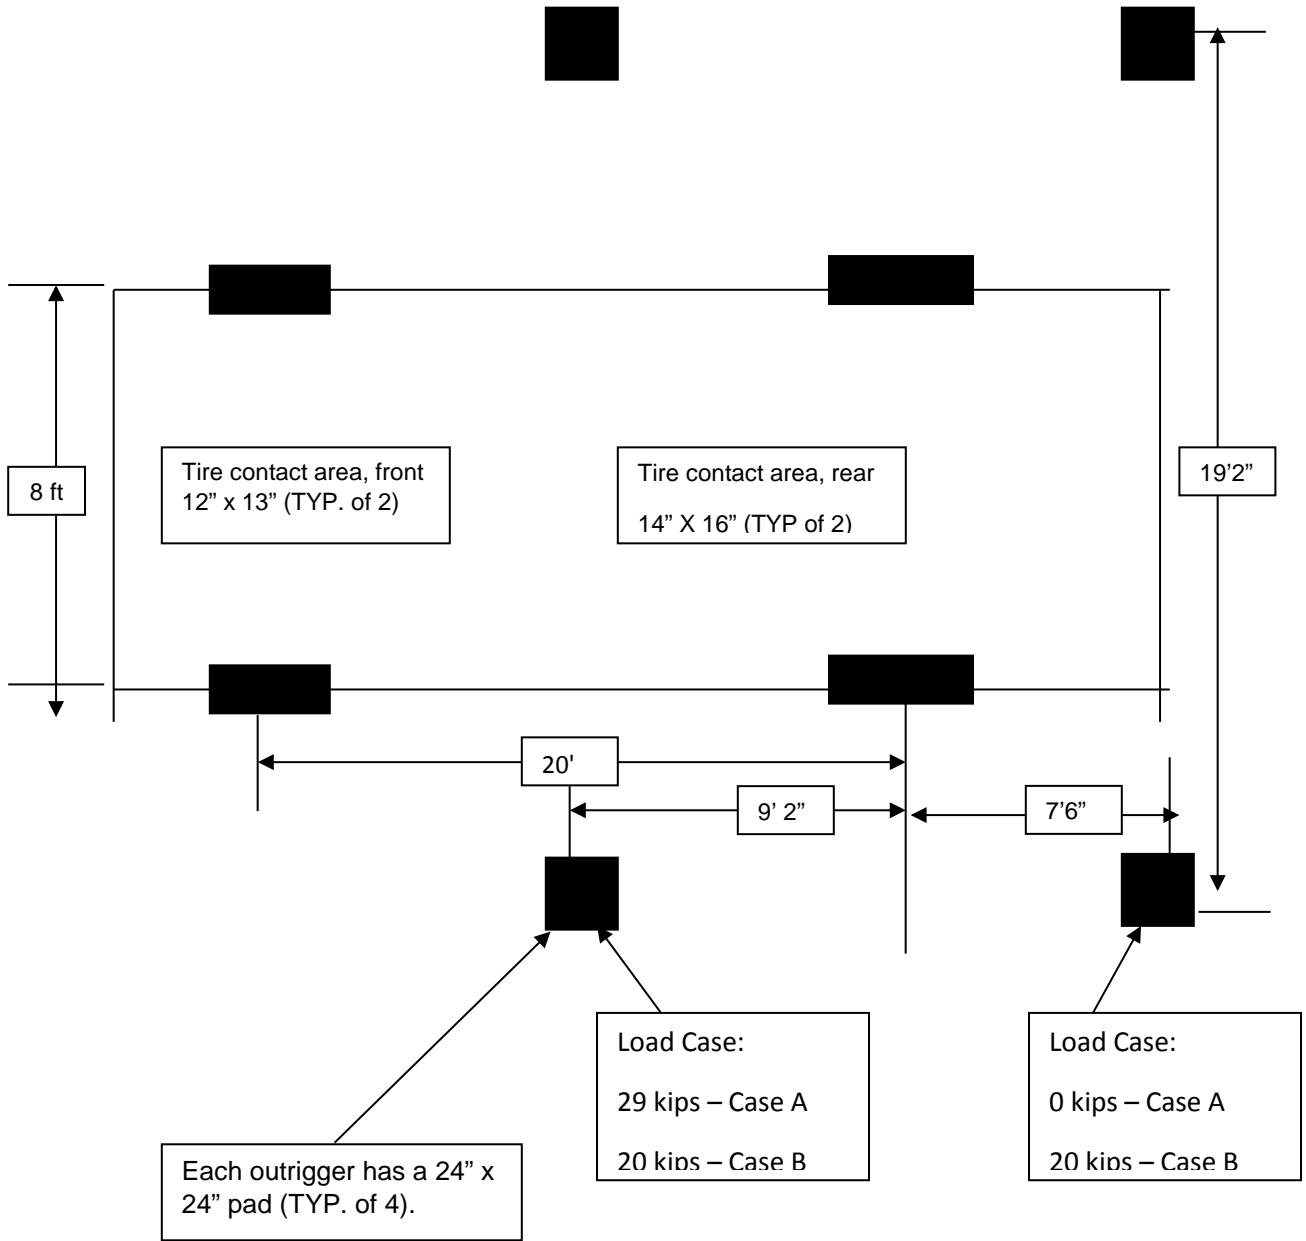 8 ft
Tire contact area, front
12” x 13” (TYP. of 2)
Tire contact area, rear
14” X 16” (TYP of 2)
19’2”
20'
9’ 2”
7’6”
Load Case:
29 kips – Case A
20 kips – Case B
Load Case:
0 kips – Case A
20 kips – Case B
Each outrigger has a 24” x
24” pad (TYP. of 4).